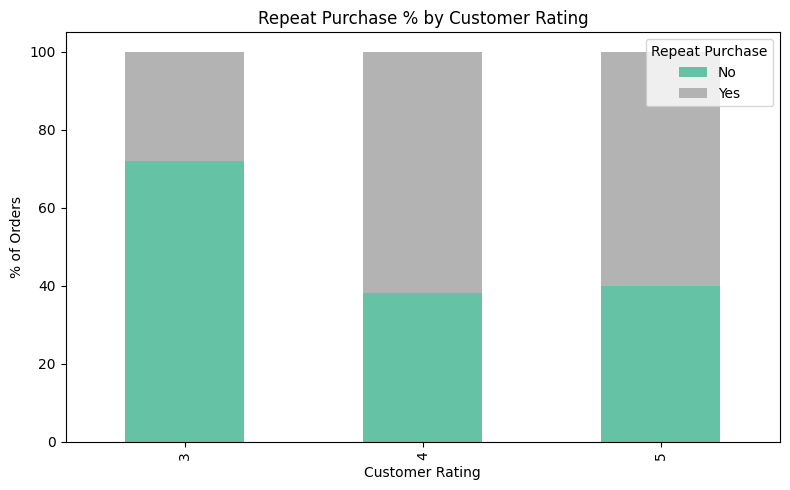 Repeat Purchase % by Customer Rating
Repeat Purchase
No
Yes
% of Orders
100
80
60
40
20
0
3
4
5
Customer Rating